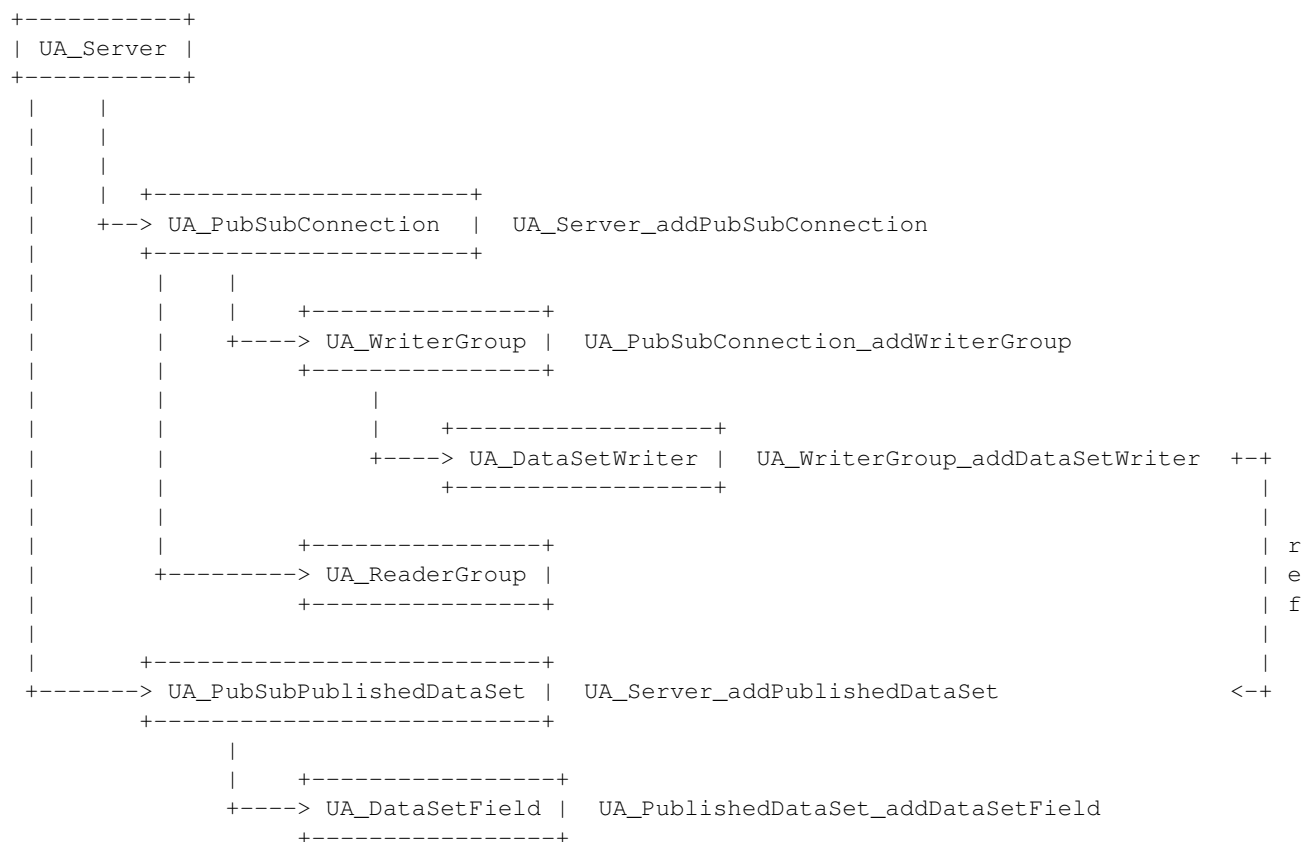 UA_Server
UA_PubSubConnection UA_Server_addPubSubConnection
UA_WriterGroup UA_PubSubConnection_addWriterGroup
UA_DataSetWriter UA_WriterGroup_addDataSetWriter
r
UA_ReaderGroup e
f
UA_PubSubPublishedDataSet UA_Server_addPublishedDataSet
UA_DataSetField UA_PublishedDataSet_addDataSetField